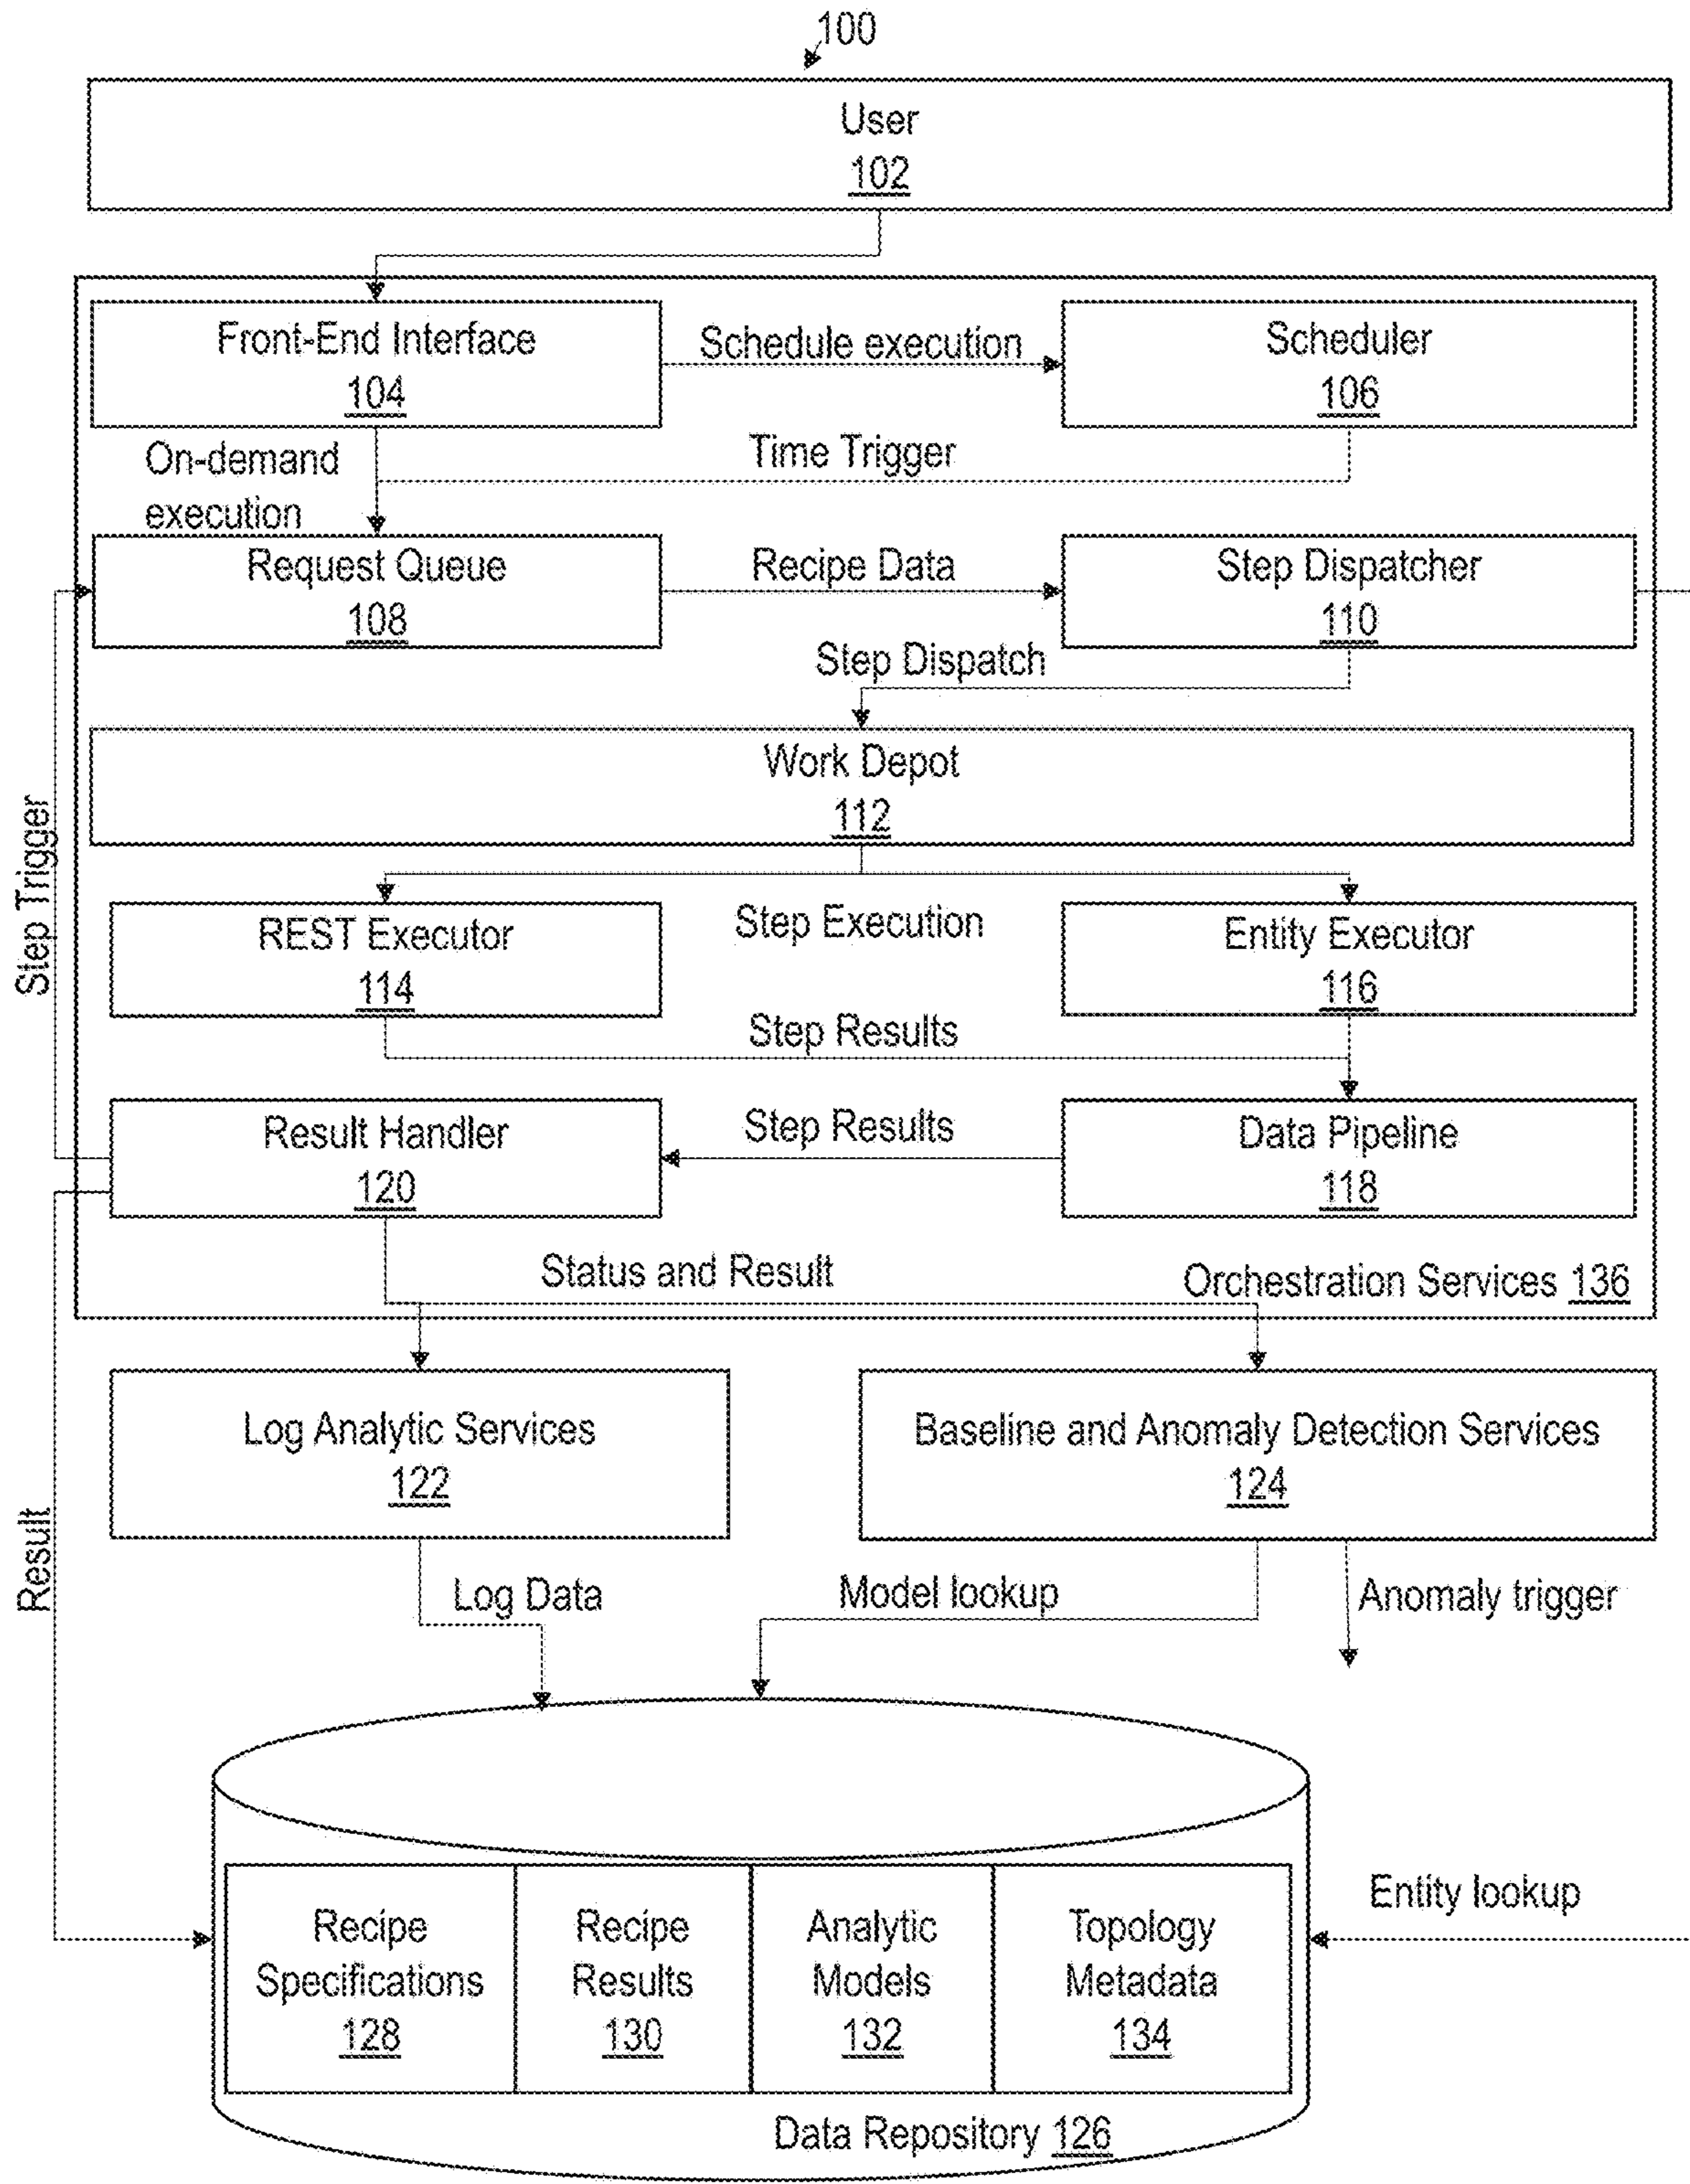 100
User
102
Front-End Interface
104
Schedule execution
Scheduler
106
On-demand
execution
Time Trigger
Request Queue
108
Recipe Data
Step Dispatcher
110
Step Dispatch
Work Depot
112
Step Trigger
REST Executor
114
Step Execution
Entity Executor
116
Step Results
Result Handler
120
Step Results
Data Pipeline
118
Status and Result
Orchestration Services 136
Log Analytic Services
122
Baseline and Anomaly Detection Services
124
Result
Log Data
Model lookup
Anomaly trigger
Entity lookup
Recipe
Specifications
128
Recipe
Results
130
Analytic
Models
132
Topology
Metadata
134
Data Repository 126